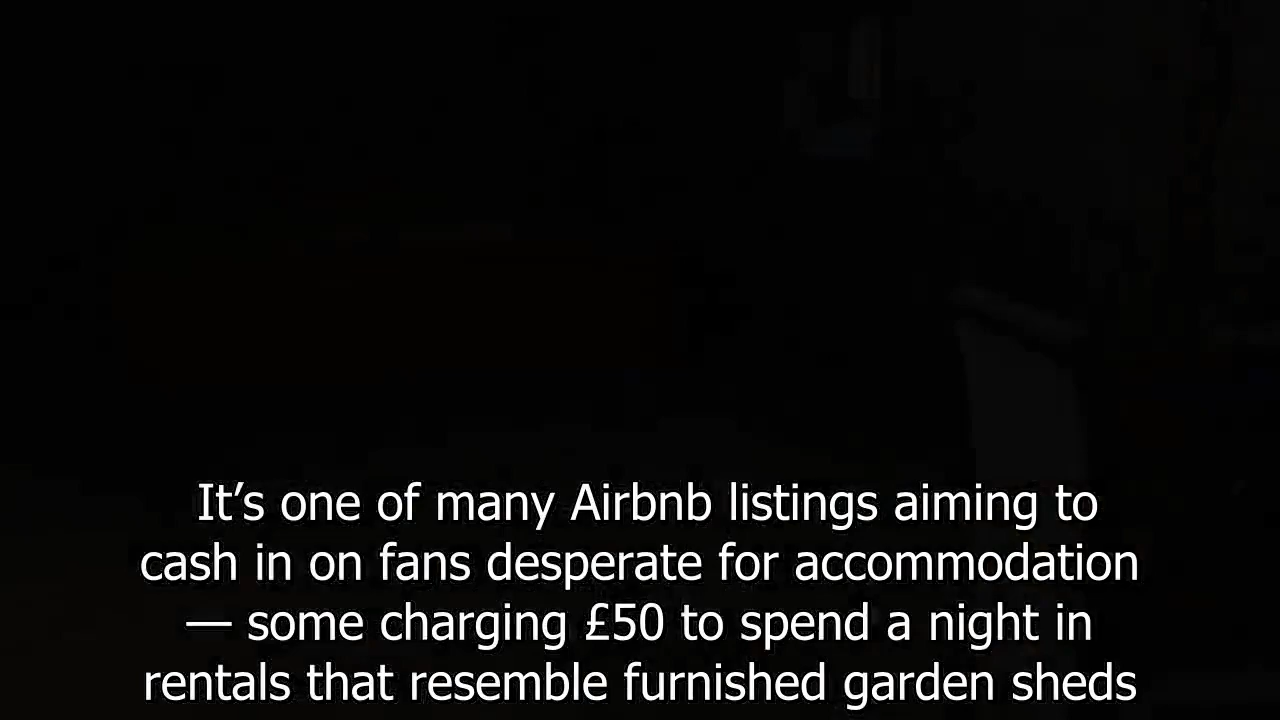 It’s one of many Airbnb listings aiming to
cash in on fans desperate for accommodation
— some charging £50 to spend a night in
rentals that resemble furnished garden sheds